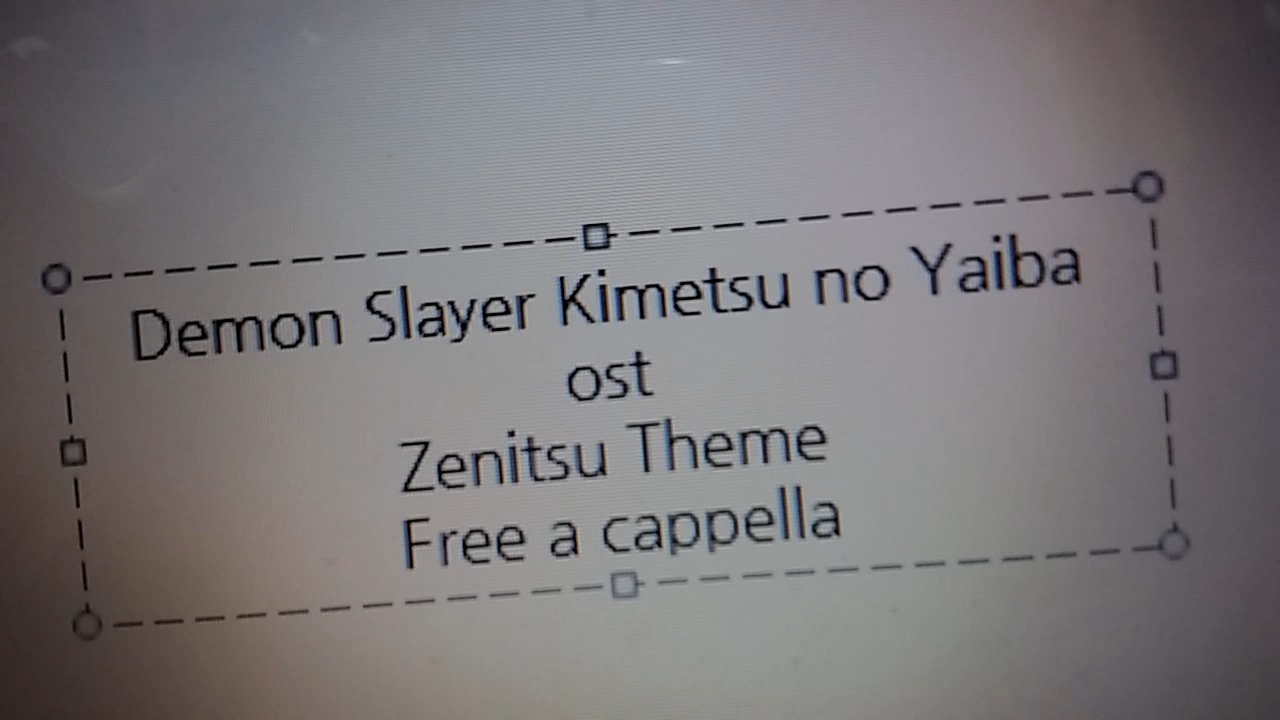 Demon Slayer Kimetsu no Yaiba
ost
Zenitsu Theme
Free a cappella